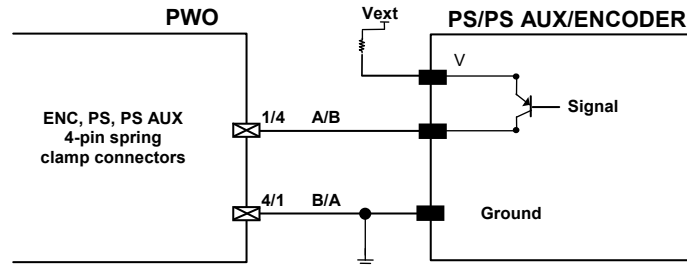 PWO
Vext
PS/PS AUX/ENCODER
V
ENC, PS, PS AUX
4-pin spring
clamp connectors
1/4 A/B
Signal
4/1 B/A
Ground